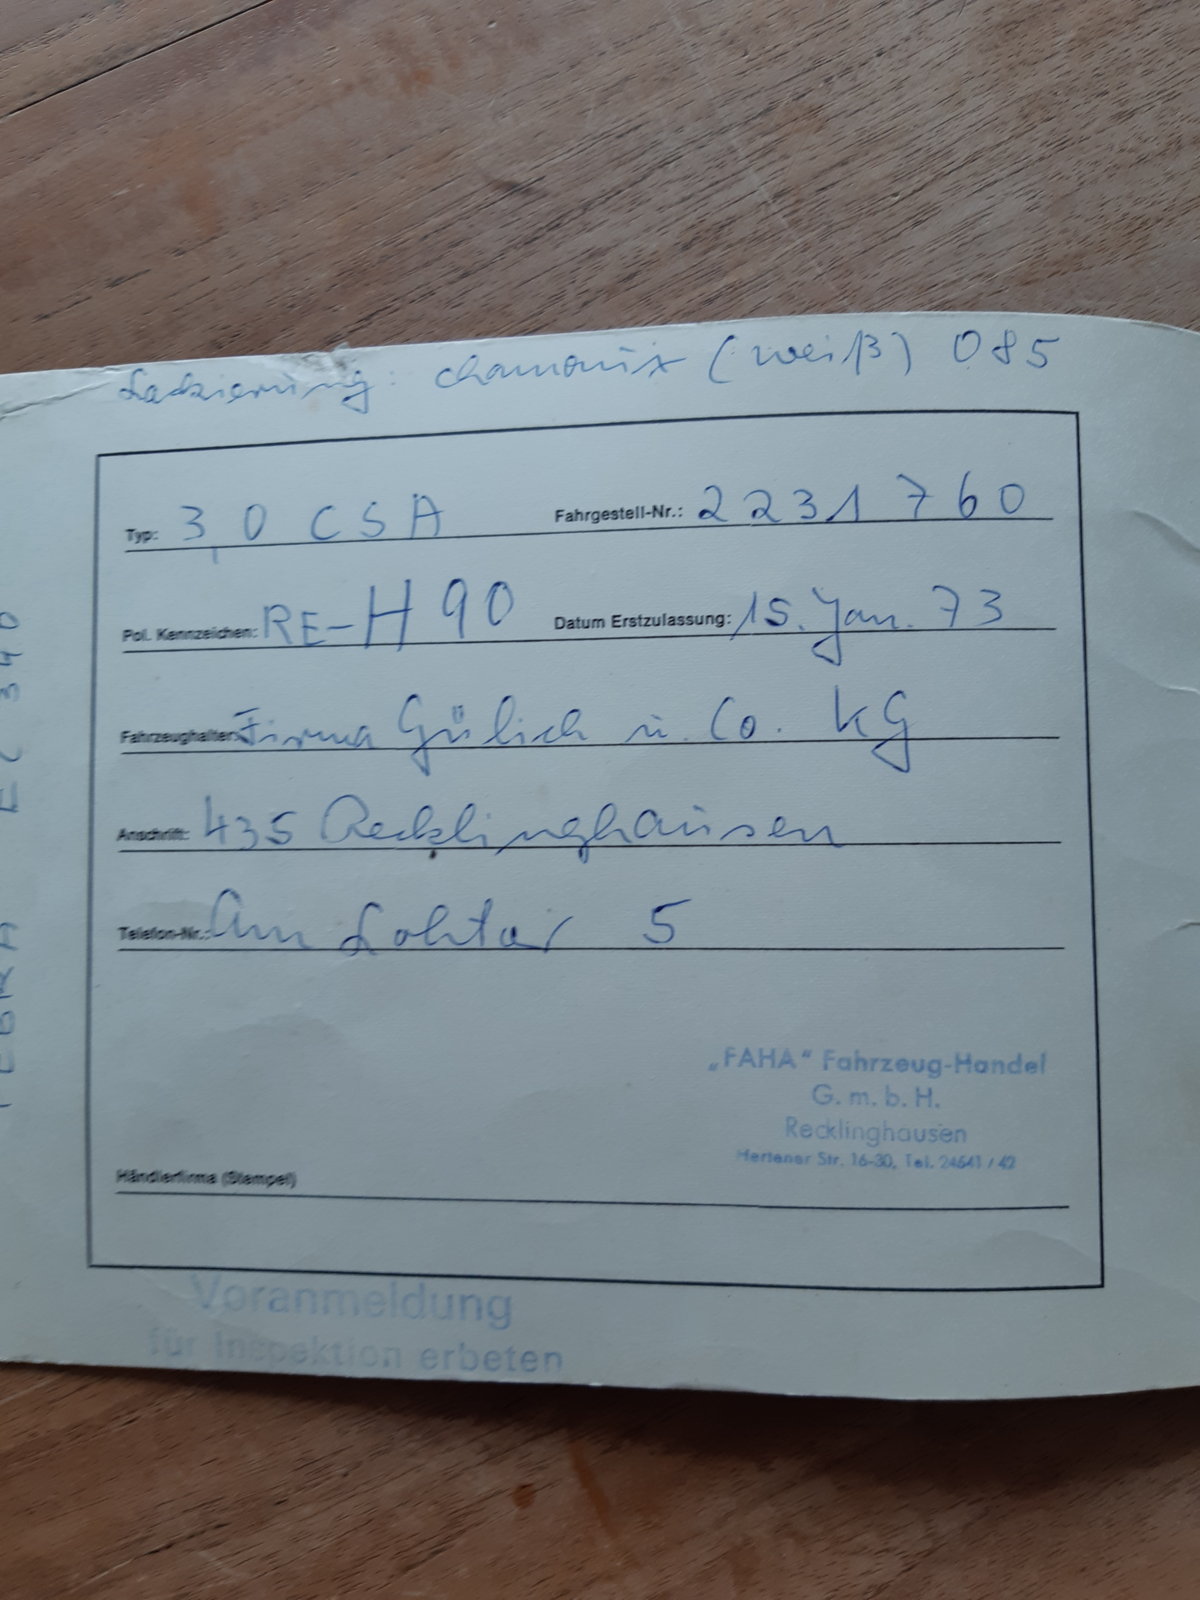 Lackierung: chamonix (weiß) 085
Typ: 3,0 CSA Fahrgestell-Nr.: 2231760
Pol. Kennzeichen: RE-H 90 Datum Erstzulassung: 15. Jan. 73
Fahrzeughalter: Firma Gülich u. Co. KG
Anschrift: 435 Recklinghausen
Telefon-Nr.: Am Lohtor 5
„FAHA“ Fahrzeug-Handel
G. m. b. H.
Recklinghausen
Hertener Str. 16-30, Tel. 24641 / 42
Händlerfirma (Stempel)
Voranmeldung
für Inspektion erbeten